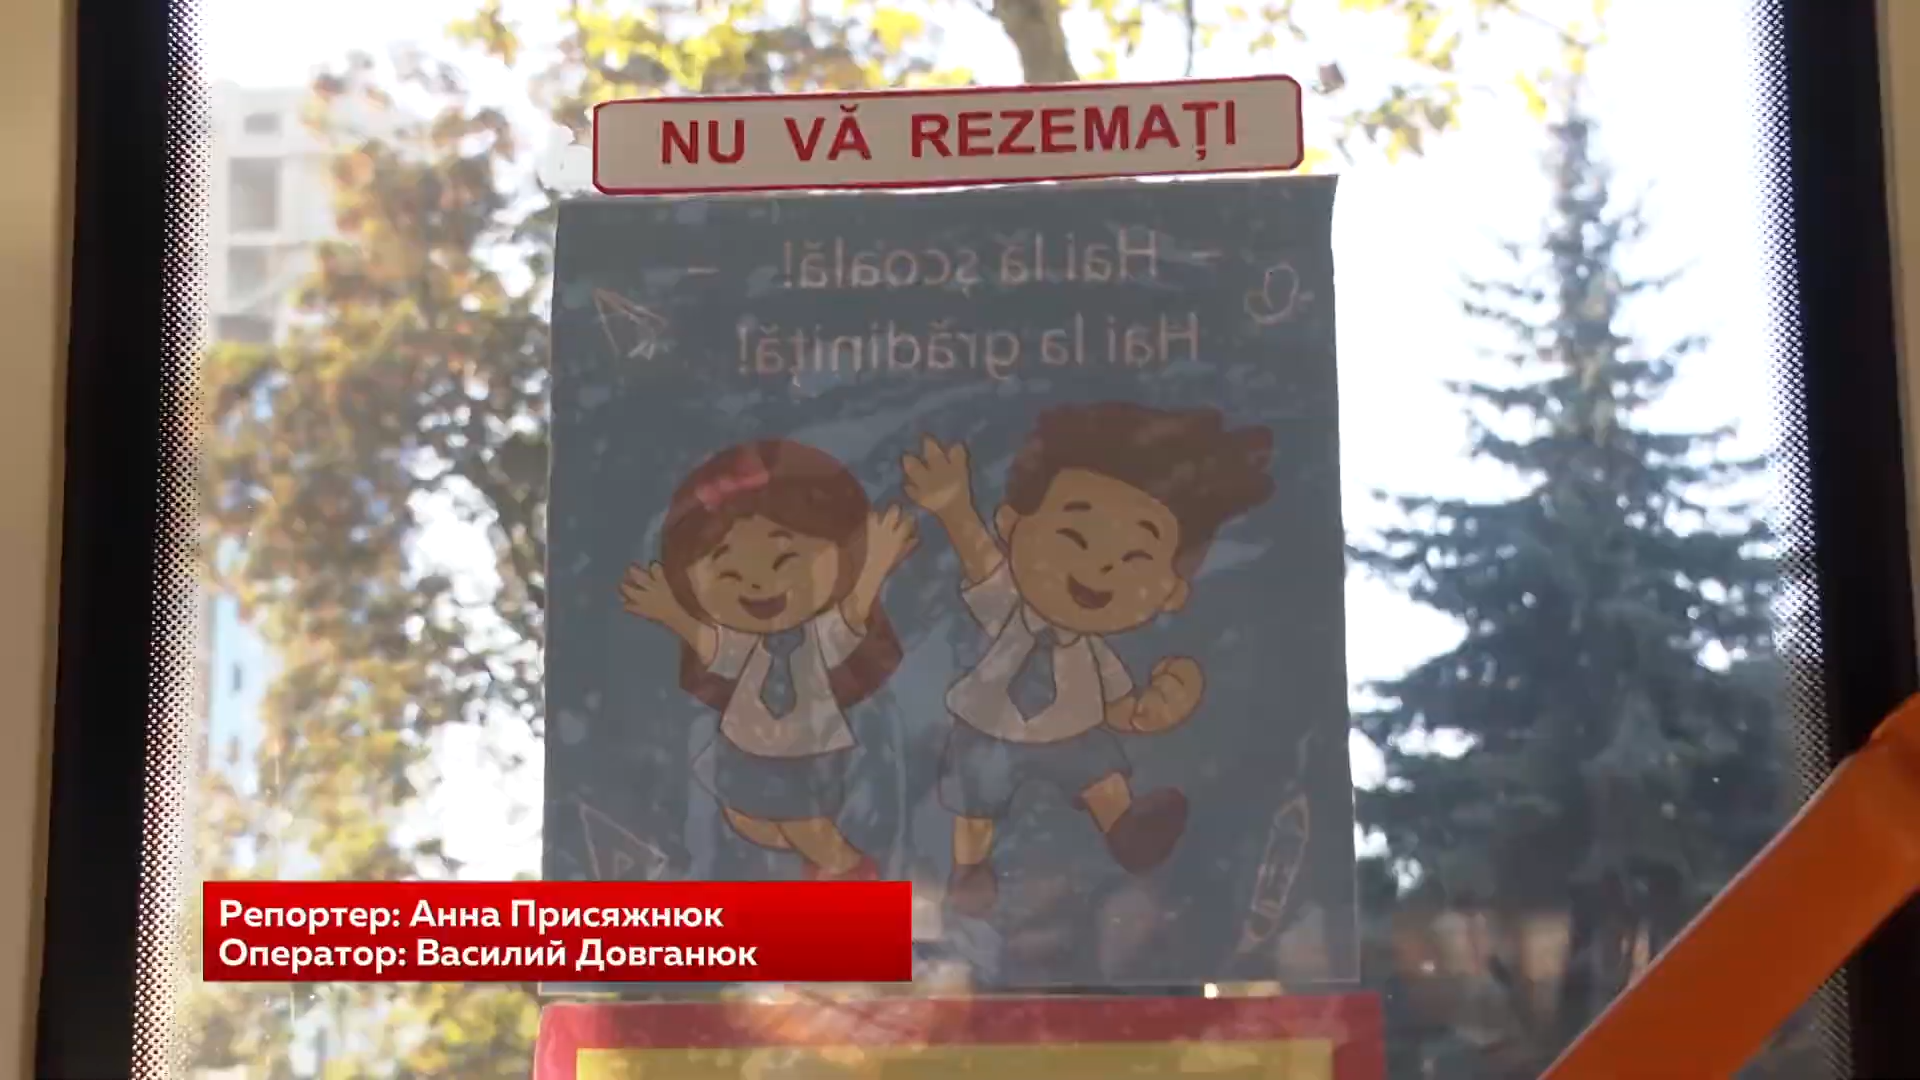 NU VĂ REZEMAȚI
– Hai la școală! –
Hai la grădiniță!
Репортер: Анна Присяжнюк
Оператор: Василий Довганюк